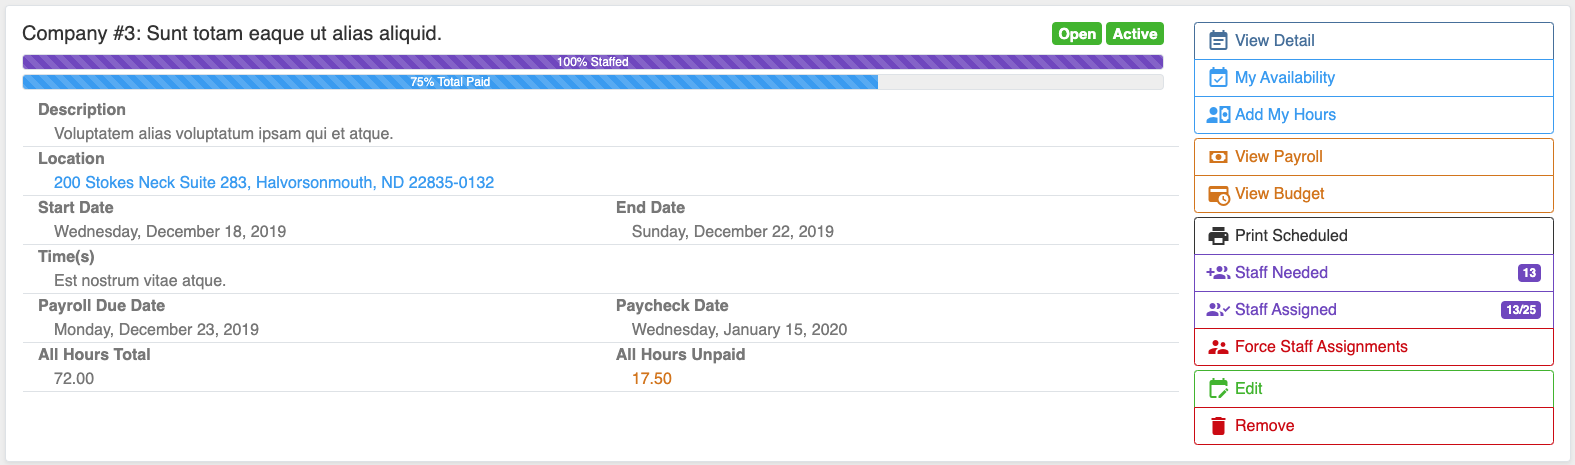 Company #3: Sunt totam eaque ut alias aliquid.
Open Active
100% Staffed
75% Total Paid
Description
Voluptatem alias voluptatum ipsam qui et atque.
Location
200 Stokes Neck Suite 283, Halvorsonmouth, ND 22835-0132
Start Date End Date
Wednesday, December 18, 2019 Sunday, December 22, 2019
Time(s)
Est nostrum vitae atque.
Payroll Due Date Paycheck Date
Monday, December 23, 2019 Wednesday, January 15, 2020
All Hours Total All Hours Unpaid
72.00 17.50
View Detail
My Availability
Add My Hours
View Payroll
View Budget
Print Scheduled
Staff Needed 13
Staff Assigned 13/25
Force Staff Assignments
Edit
Remove